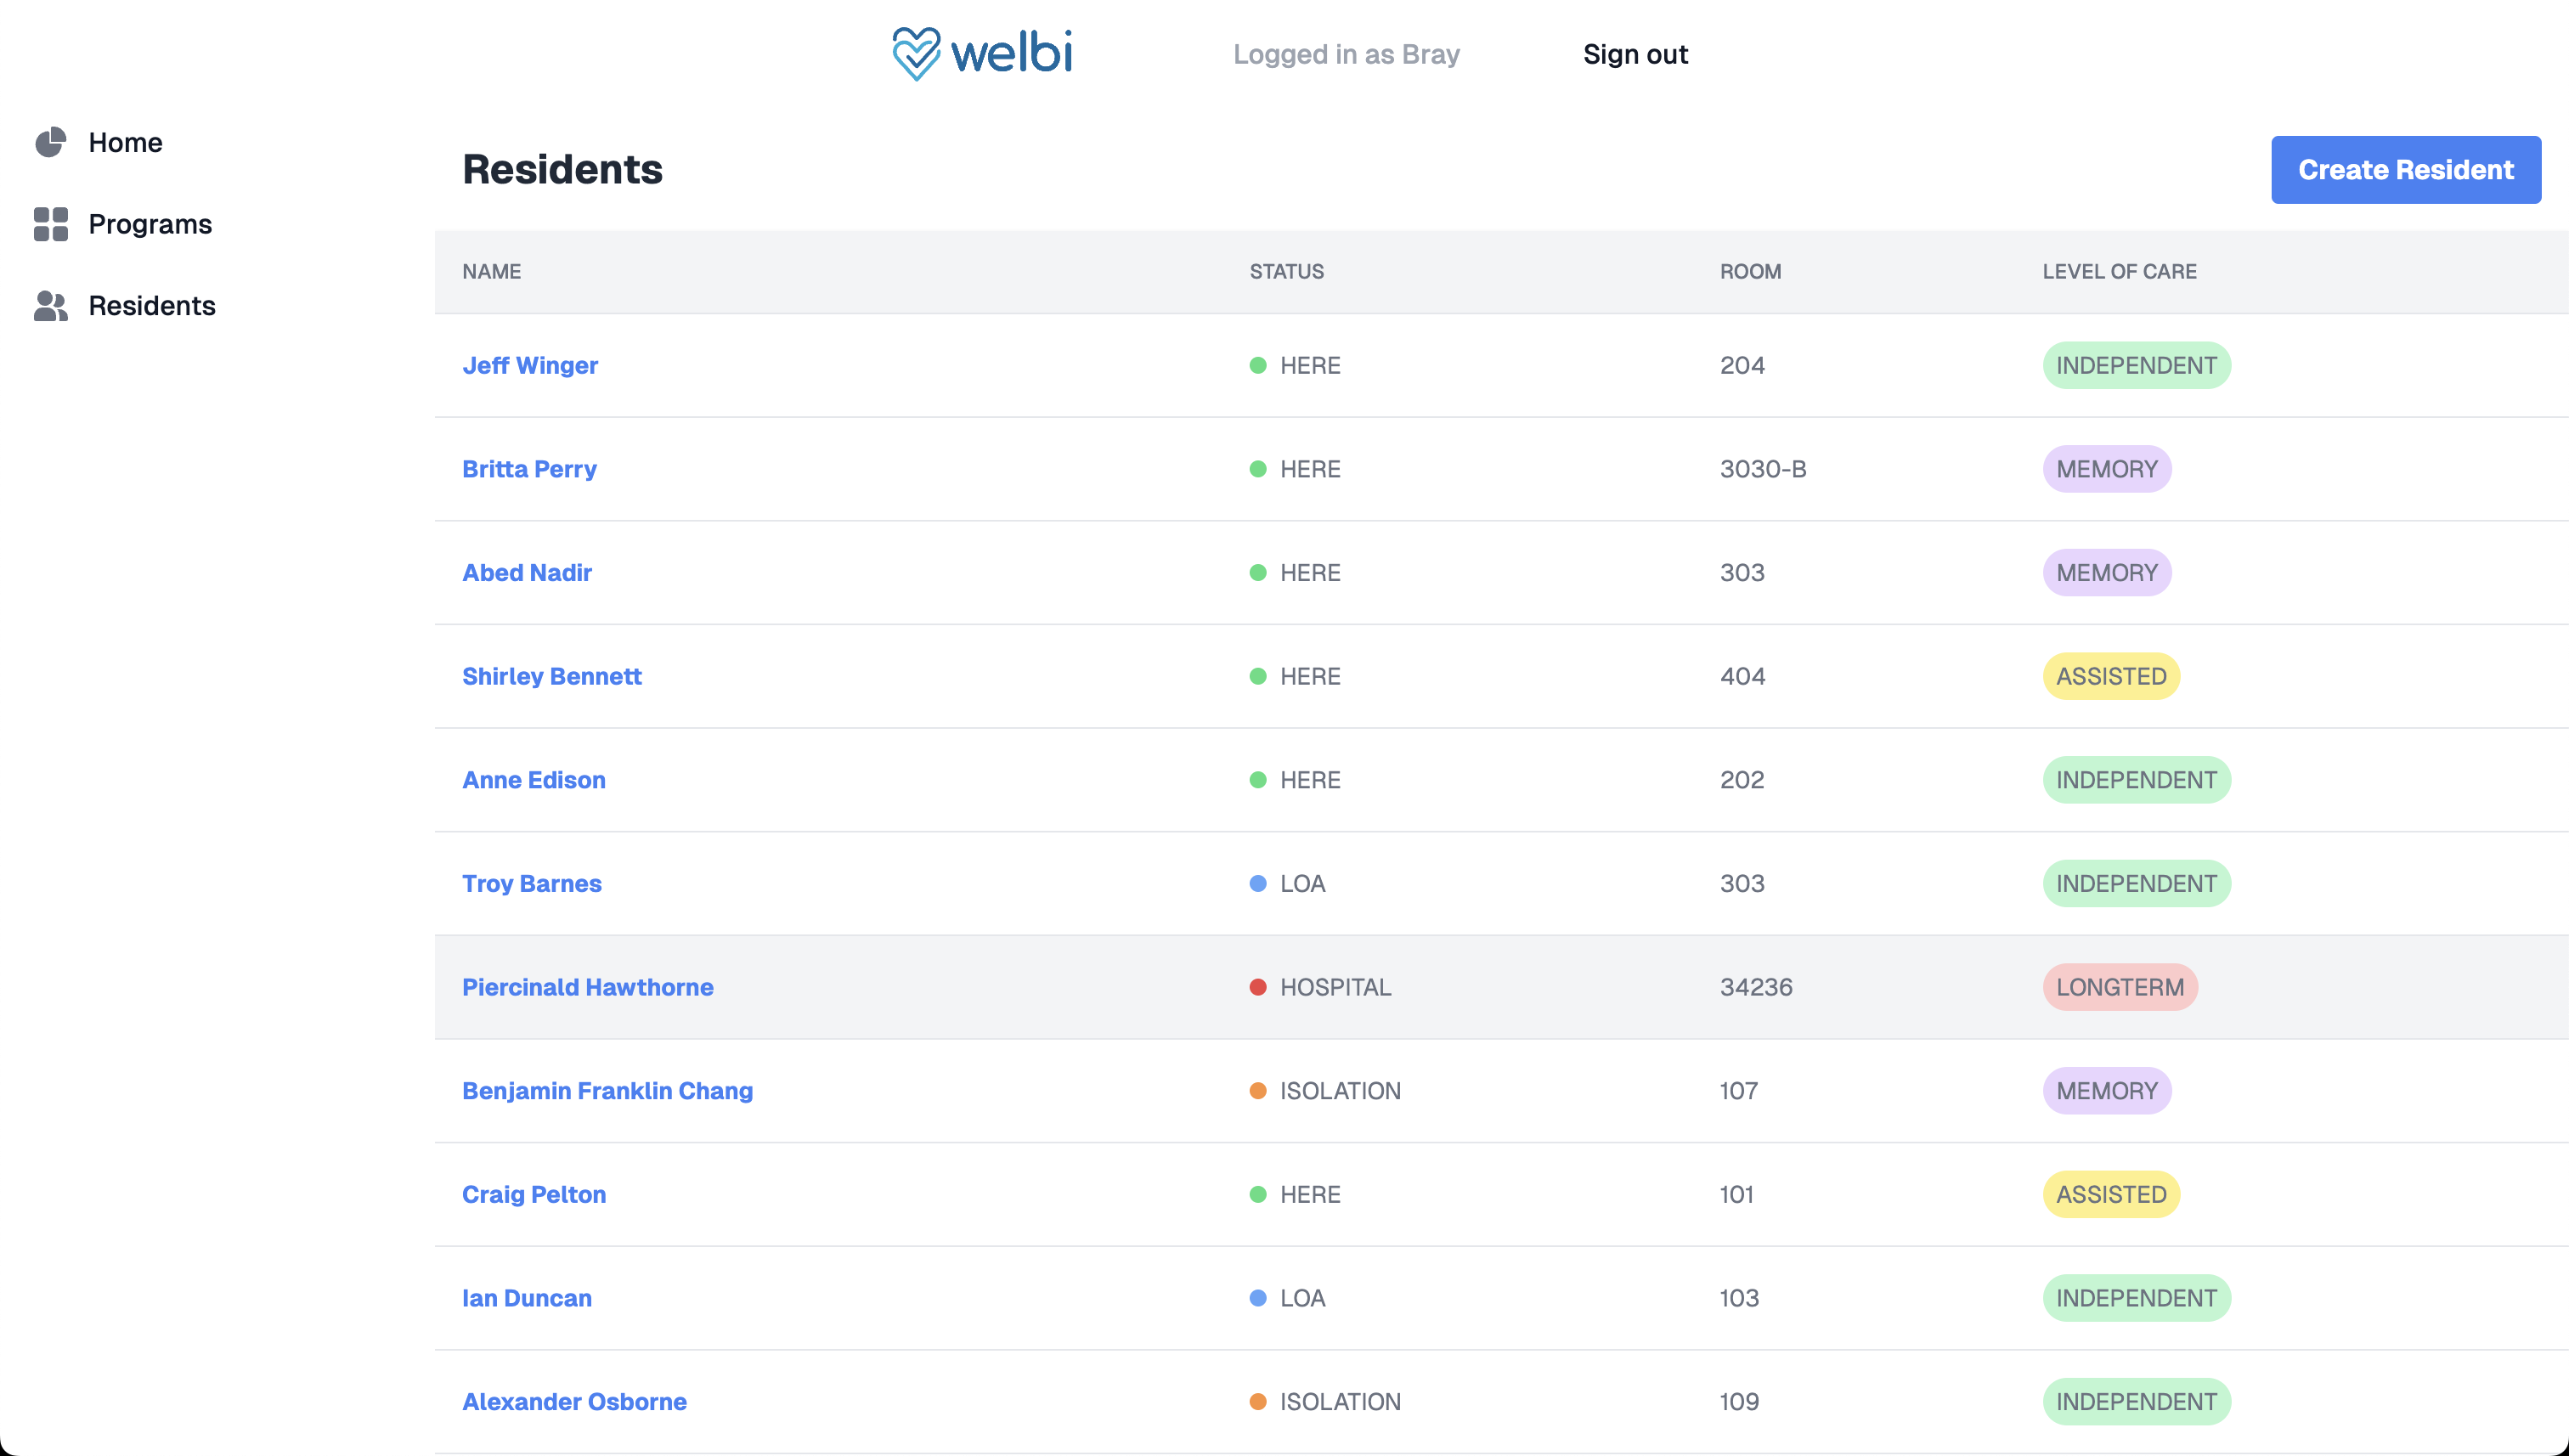 welbi Logged in as Bray Sign out
Home
Programs
Residents
Residents Create Resident
NAME STATUS ROOM LEVEL OF CARE
Jeff Winger HERE 204 INDEPENDENT
Britta Perry HERE 3030-B MEMORY
Abed Nadir HERE 303 MEMORY
Shirley Bennett HERE 404 ASSISTED
Anne Edison HERE 202 INDEPENDENT
Troy Barnes LOA 303 INDEPENDENT
Piercinald Hawthorne HOSPITAL 34236 LONGTERM
Benjamin Franklin Chang ISOLATION 107 MEMORY
Craig Pelton HERE 101 ASSISTED
Ian Duncan LOA 103 INDEPENDENT
Alexander Osborne ISOLATION 109 INDEPENDENT